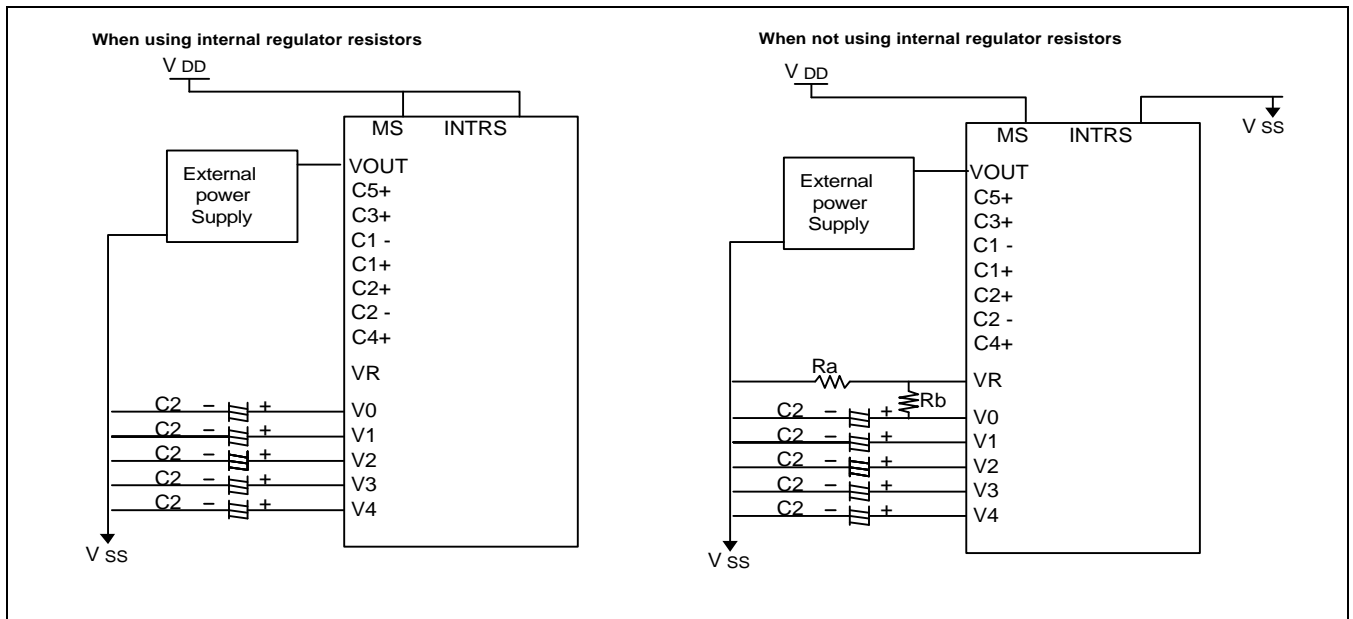 When using internal regulator resistors
V DD
MS INTRS
External
power
Supply
VOUT
C5+
C3+
C1 -
C1+
C2+
C2 -
C4+
VR
C2 – + V0
C2 – + V1
C2 – + V2
C2 – + V3
C2 – + V4
V SS
When not using internal regulator resistors
V DD
V SS
MS INTRS
External
power
Supply
VOUT
C5+
C3+
C1 -
C1+
C2+
C2 -
C4+
Ra
VR
Rb
C2 – + V0
C2 – + V1
C2 – + V2
C2 – + V3
C2 – + V4
V SS